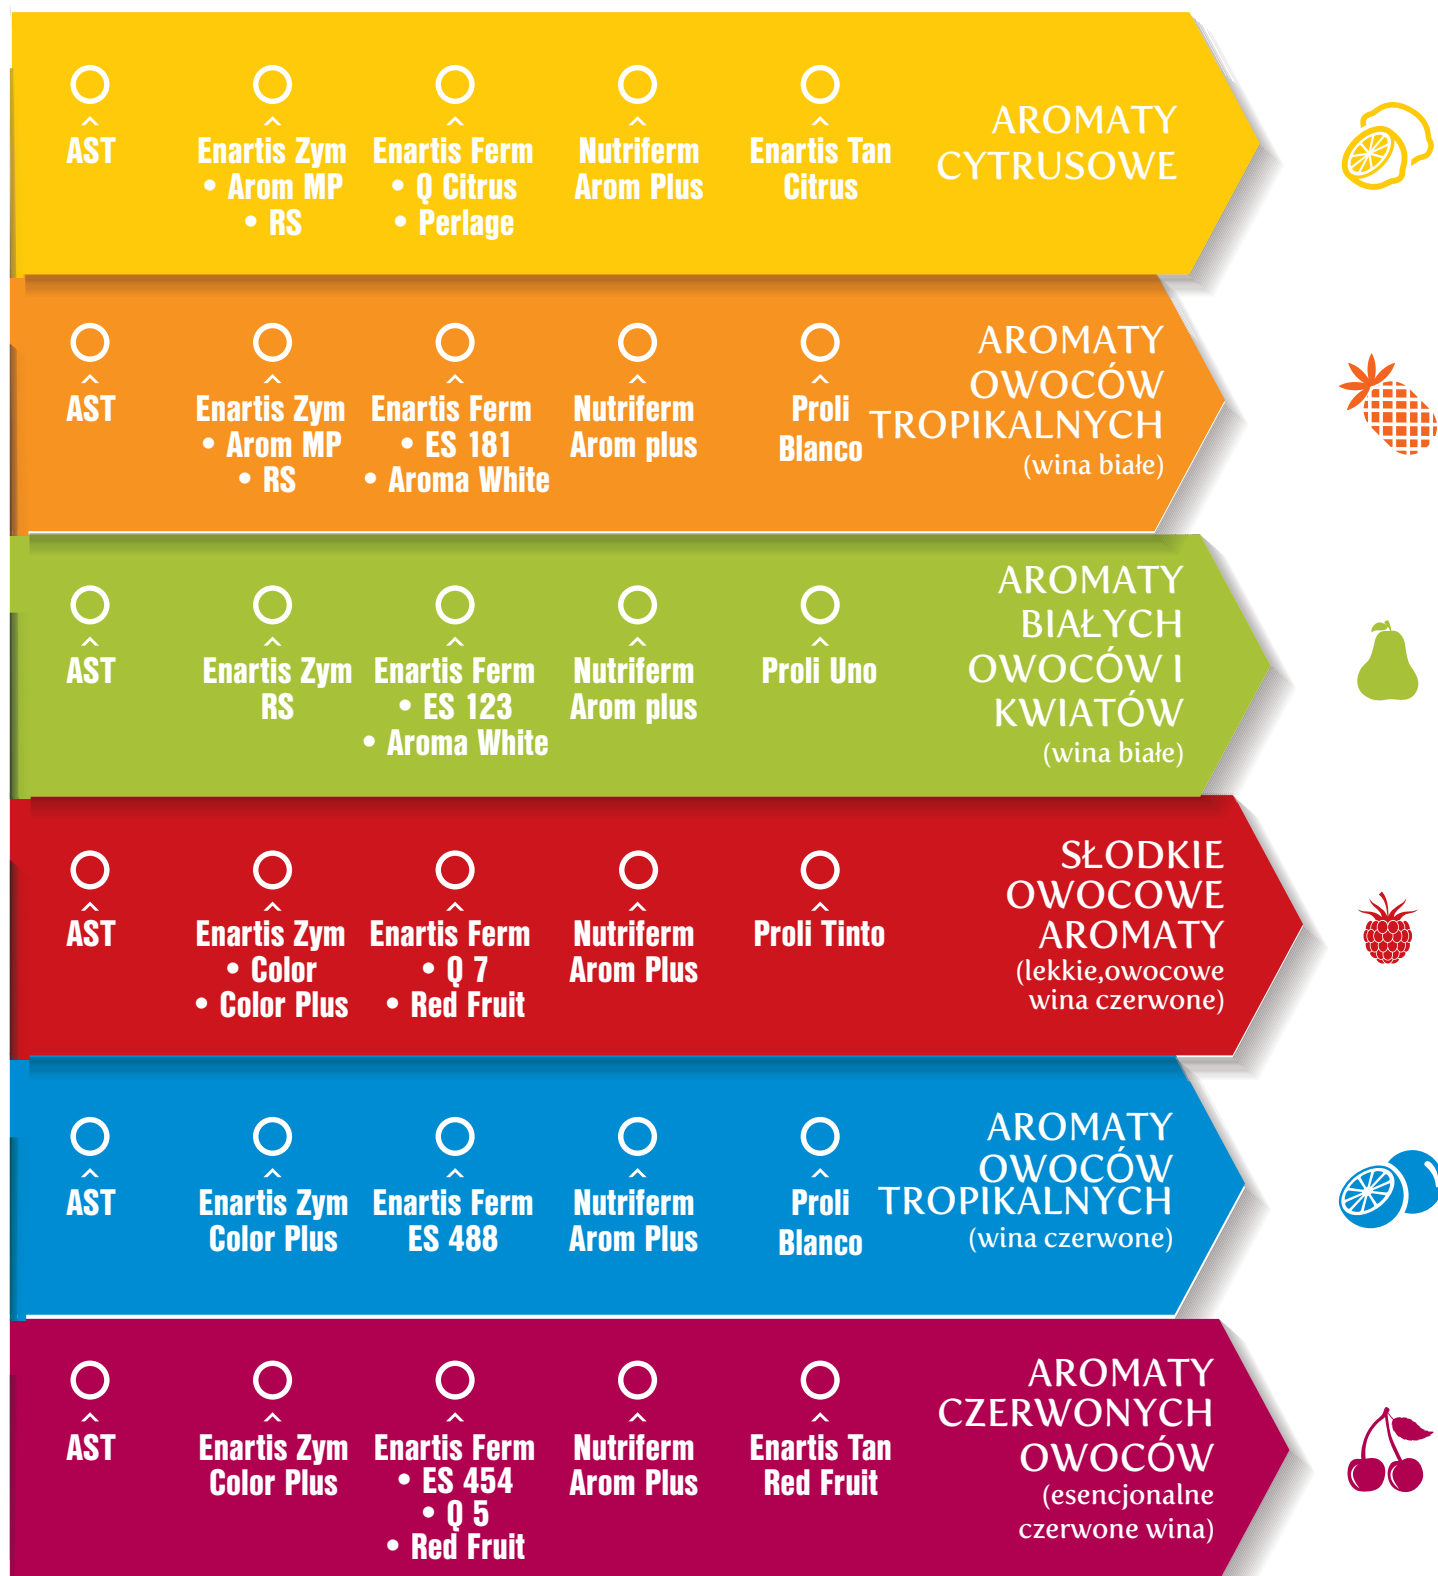 AST
Enartis Zym
• Arom MP
• RS
Enartis Ferm
• Q Citrus
• Perlage
Nutriferm
Arom Plus
Enartis Tan
Citrus
AROMATY
CYTRUSOWE
AST
Enartis Zym
• Arom MP
• RS
Enartis Ferm
• ES 181
• Aroma White
Nutriferm
Arom plus
Proli
Blanco
AROMATY
OWOCÓW
TROPIKALNYCH
(wina białe)
AST
Enartis Zym
RS
Enartis Ferm
• ES 123
• Aroma White
Nutriferm
Arom plus
Proli Uno
AROMATY
BIAŁYCH
OWOCÓW I
KWIATÓW
(wina białe)
AST
Enartis Zym
• Color
• Color Plus
Enartis Ferm
• Q 7
• Red Fruit
Nutriferm
Arom Plus
Proli Tinto
SŁODKIE
OWOCOWE
AROMATY
(lekkie,owocowe
wina czerwone)
AST
Enartis Zym
Color Plus
Enartis Ferm
ES 488
Nutriferm
Arom Plus
Proli
Blanco
AROMATY
OWOCÓW
TROPIKALNYCH
(wina czerwone)
AST
Enartis Zym
Color Plus
Enartis Ferm
• ES 454
• Q 5
• Red Fruit
Nutriferm
Arom Plus
Enartis Tan
Red Fruit
AROMATY
CZERWONYCH
OWOCÓW
(esencjonalne
czerwone wina)